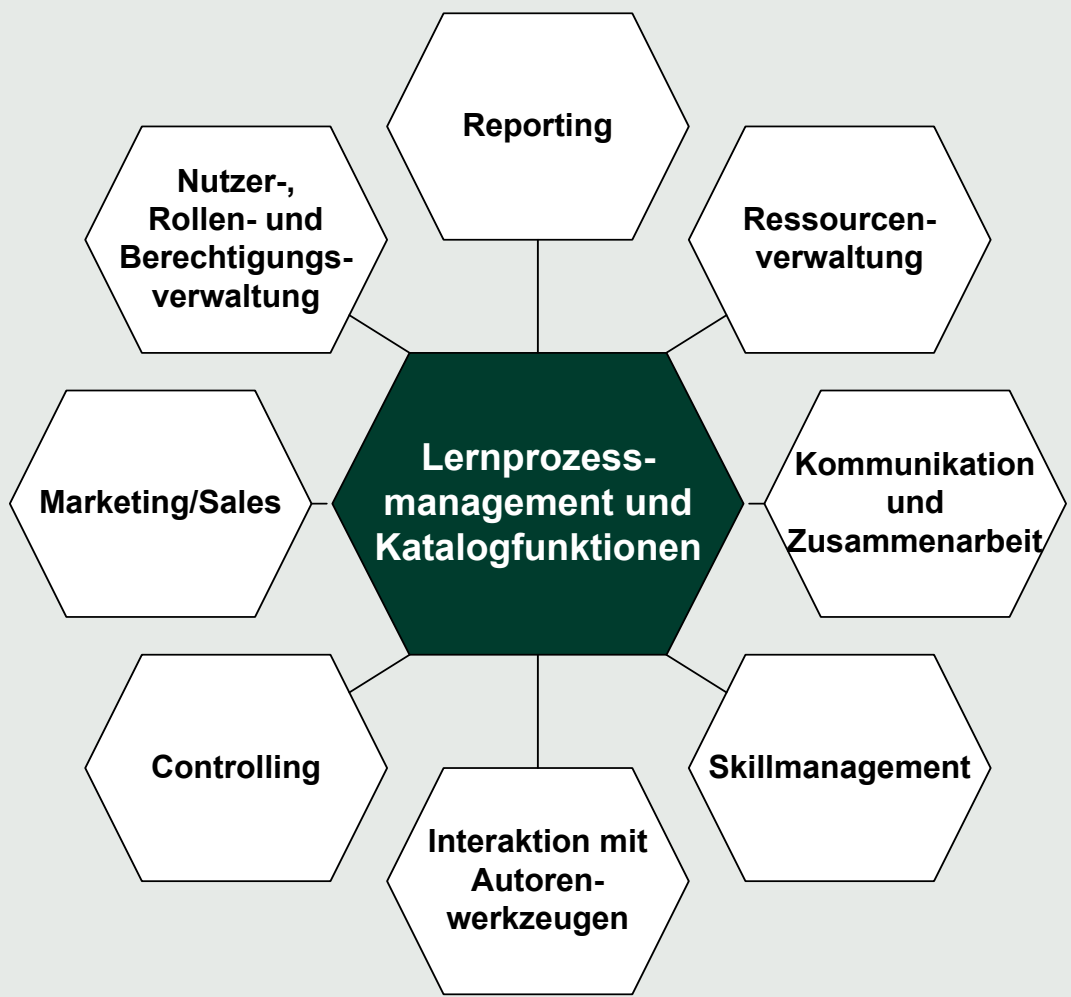 Reporting
Nutzer-,
Rollen- und
Berechtigungs-
verwaltung
Ressourcen-
verwaltung
Lernprozess-
management und
Katalogfunktionen
Marketing/Sales
Kommunikation
und
Zusammenarbeit
Controlling
Skillmanagement
Interaktion mit
Autoren-
werkzeugen